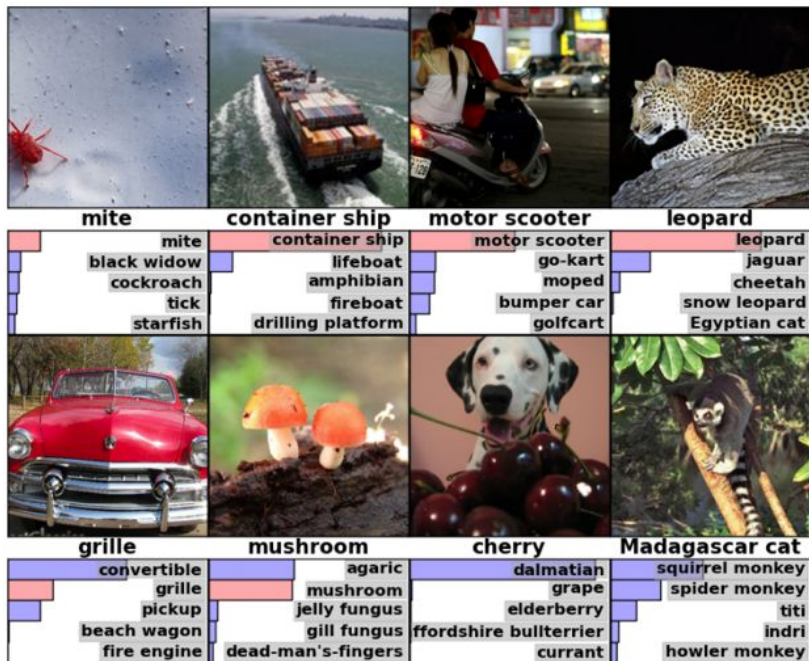 mite
container ship
motor scooter
leopard
mite
black widow
cockroach
tick
starfish
container ship
lifeboat
amphibian
fireboat
drilling platform
motor scooter
go-kart
moped
bumper car
golfcart
leopard
jaguar
cheetah
snow leopard
Egyptian cat
grille
mushroom
cherry
Madagascar cat
convertible
grille
pickup
beach wagon
fire engine
agaric
mushroom
jelly fungus
gill fungus
dead-man's-fingers
dalmatian
grape
elderberry
ffordshire bullterrier
currant
squirrel monkey
spider monkey
titi
indri
howler monkey